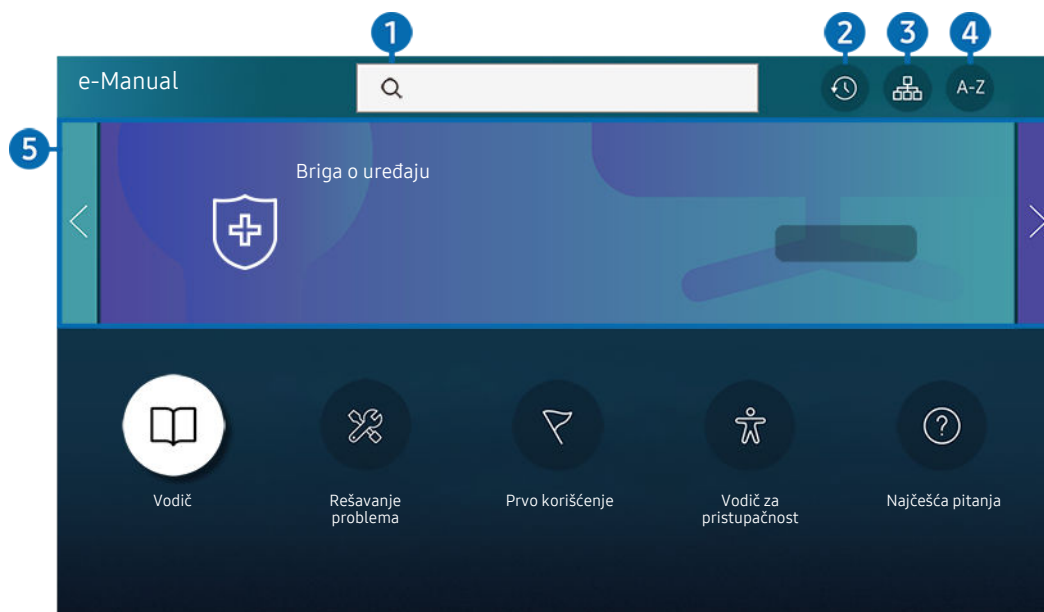 1
2
3
4
e-Manual
A-Z
5
Briga o uređaju
Vodič
Rešavanje
problema
Prvo korišćenje
Vodič za
pristupačnost
Najčešća pitanja